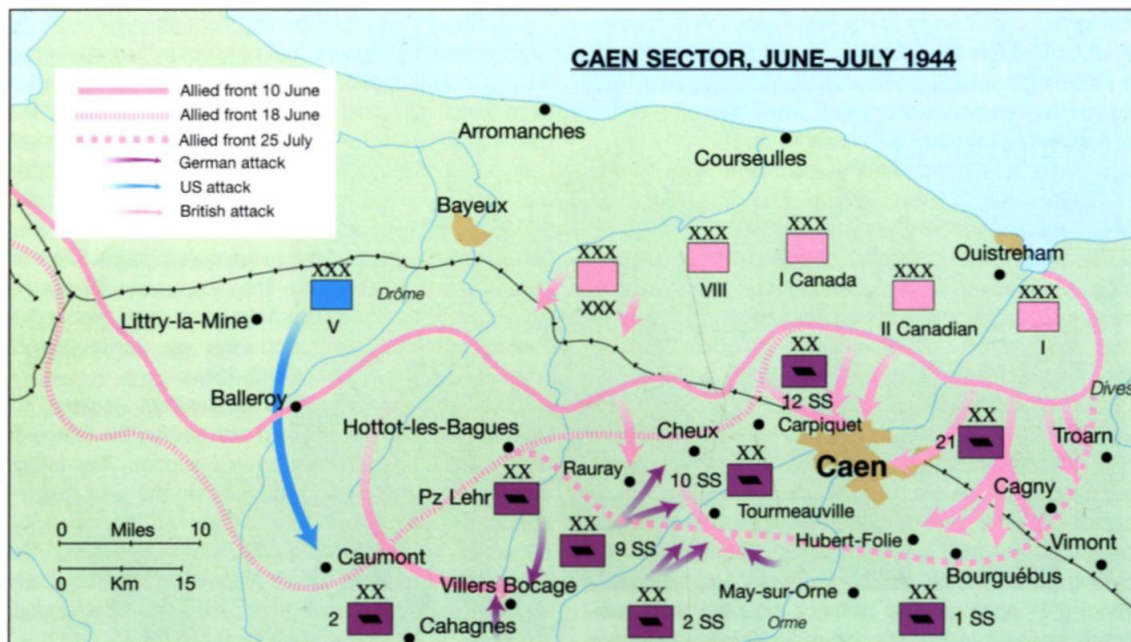 CAEN SECTOR, JUNE–JULY 1944
Allied front 10 June
Allied front 18 June
Allied front 25 July
German attack
US attack
British attack
Arromanches
Courseulles
Bayeux
Ouistreham
XXX
V
Drôme
XXX
XXX
XXX
VIII
XXX
I Canada
XXX
II Canadian
XXX
I
Littry-la-Mine
Balleroy
XX
12 SS
Dives
Hottot-les-Bagues
Cheux
Carpiquet
Caen
XX
21
Troarn
XX
Pz Lehr
Rauray
XX
10 SS
Cagny
Tourmeauville
0 Miles 10
0 Km 15
XX
9 SS
Hubert-Folie
Vimont
Bourguébus
Caumont
Villers Bocage
May-sur-Orne
XX
2
Cahagnes
XX
2 SS
Orme
XX
1 SS